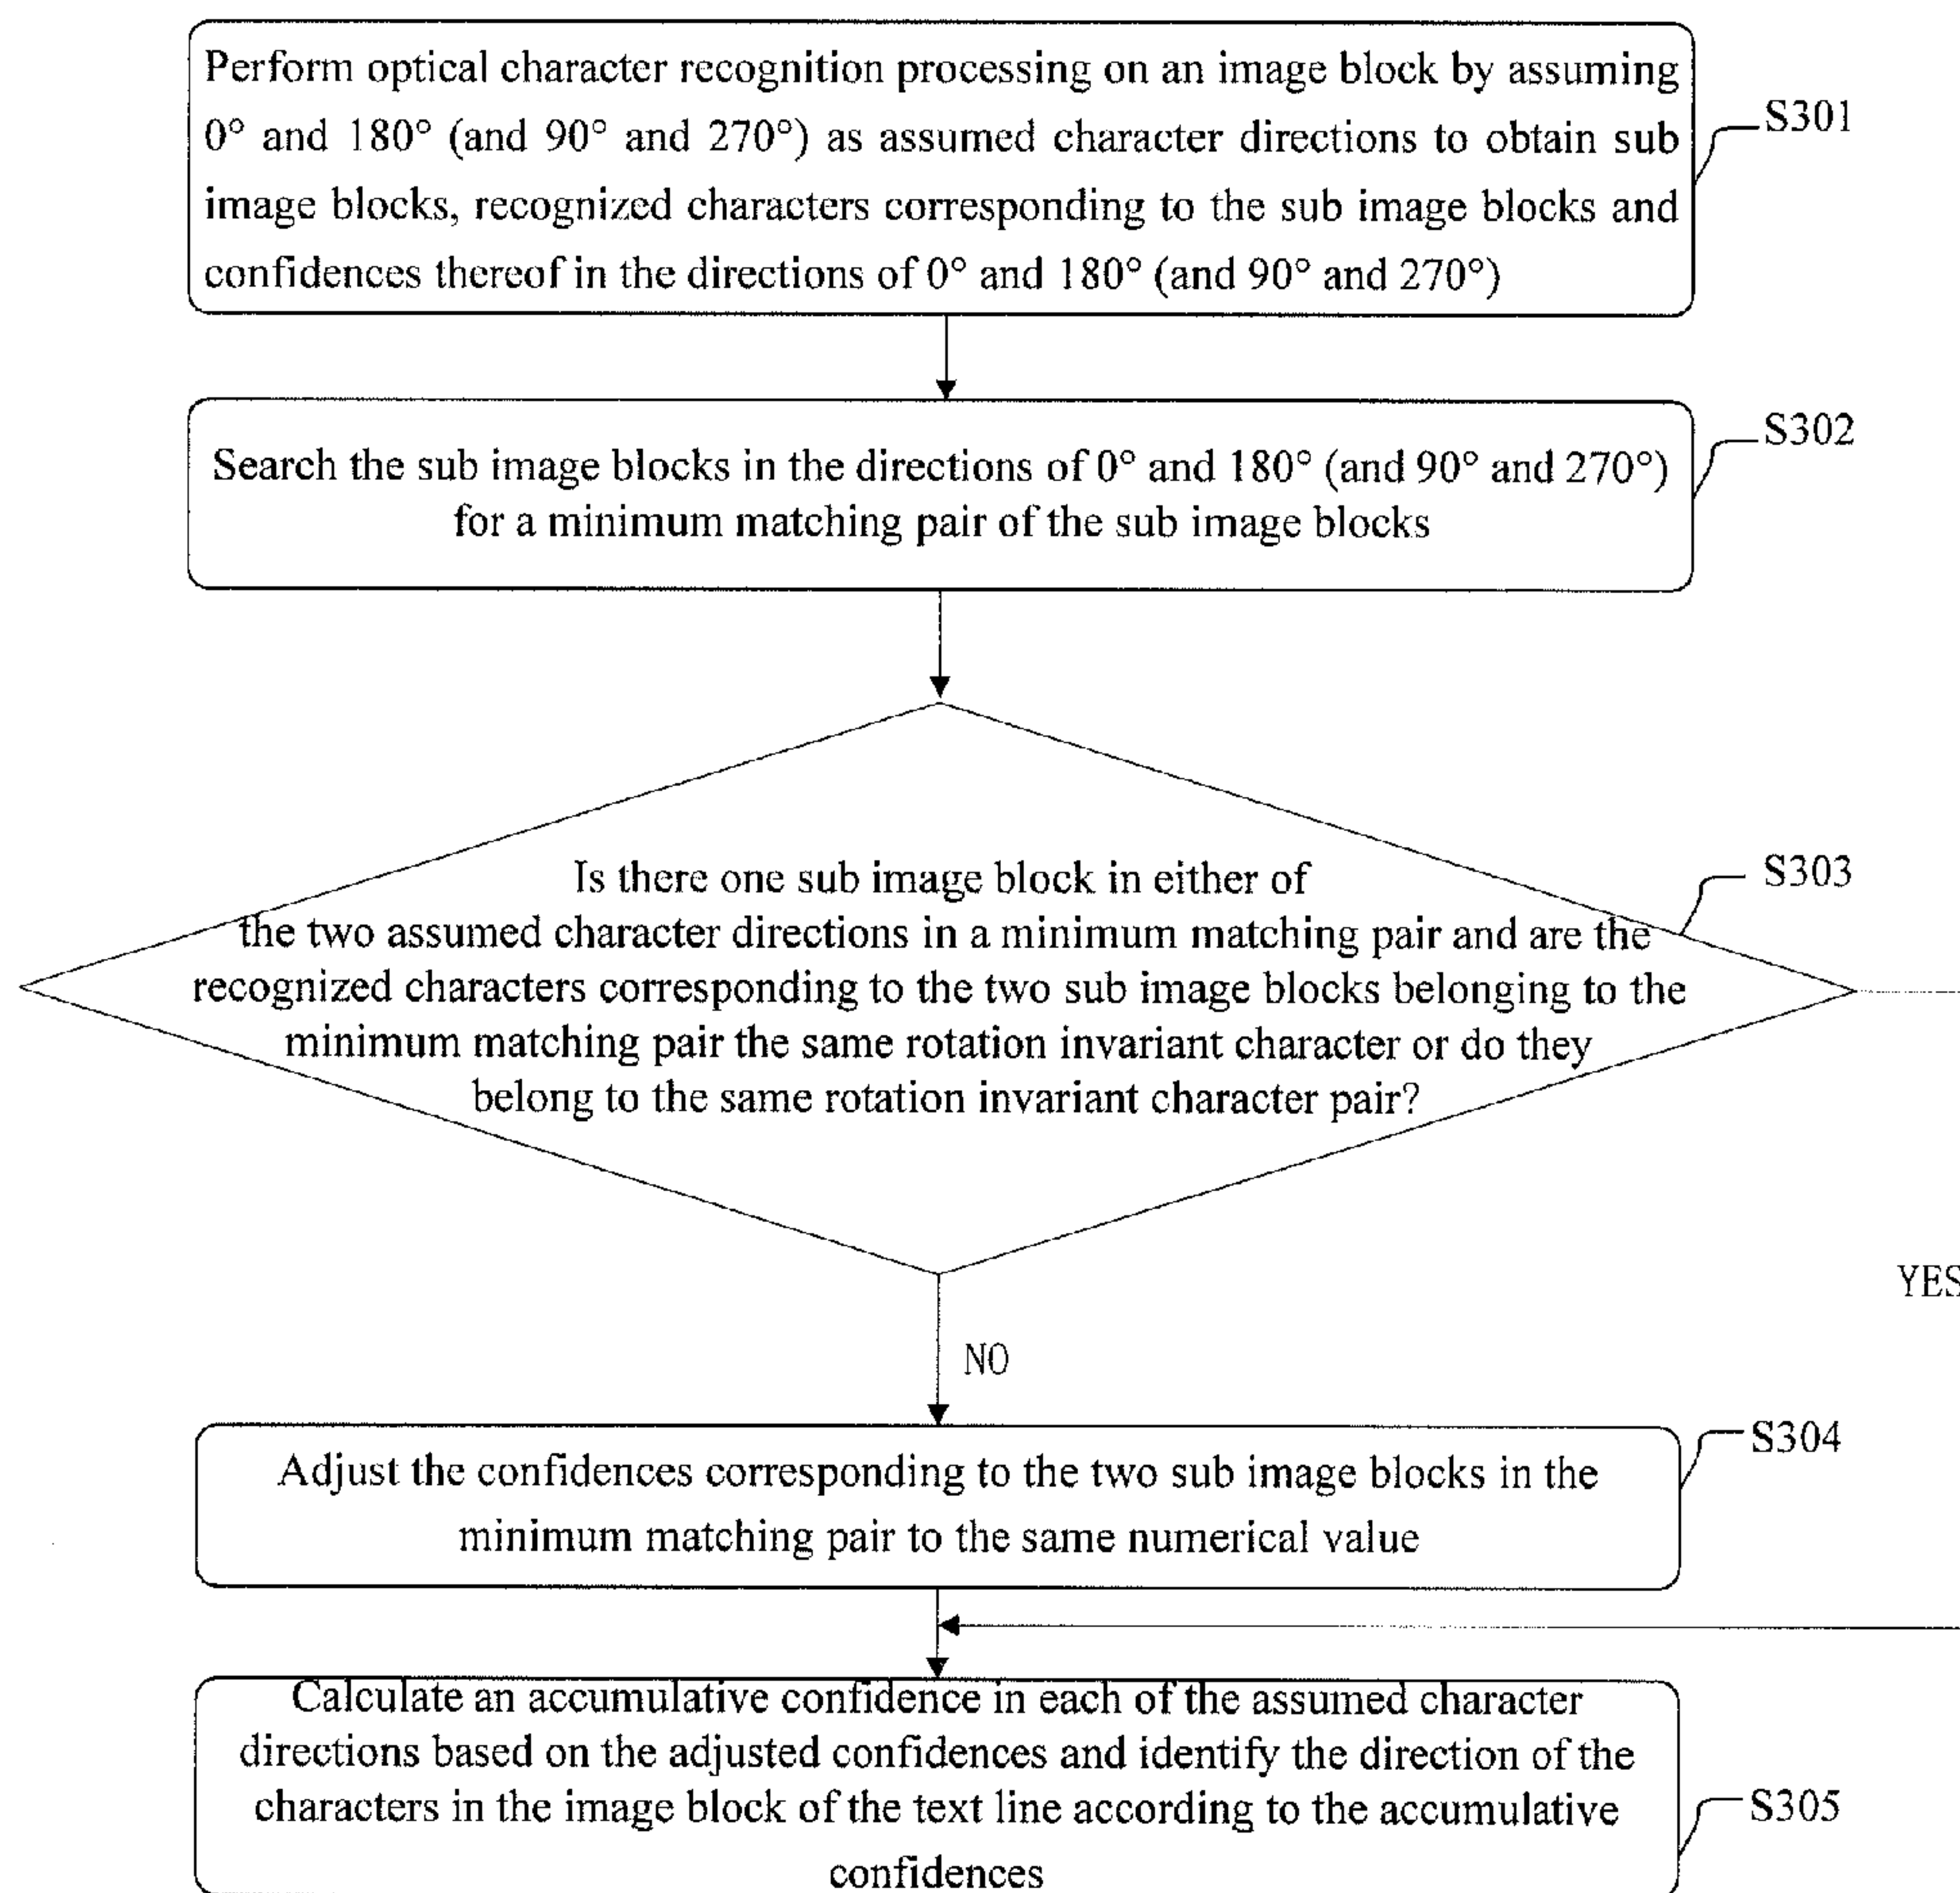 Perform optical character recognition processing on an image block by assuming
0° and 180° (and 90° and 270°) as assumed character directions to obtain sub
image blocks, recognized characters corresponding to the sub image blocks and
confidences thereof in the directions of 0° and 180° (and 90° and 270°)
S301
Search the sub image blocks in the directions of 0° and 180° (and 90° and 270°)
for a minimum matching pair of the sub image blocks
S302
Is there one sub image block in either of
the two assumed character directions in a minimum matching pair and are the
recognized characters corresponding to the two sub image blocks belonging to the
minimum matching pair the same rotation invariant character or do they
belong to the same rotation invariant character pair?
S303
YES
NO
Adjust the confidences corresponding to the two sub image blocks in the
minimum matching pair to the same numerical value
S304
Calculate an accumulative confidence in each of the assumed character
directions based on the adjusted confidences and identify the direction of the
characters in the image block of the text line according to the accumulative
confidences
S305